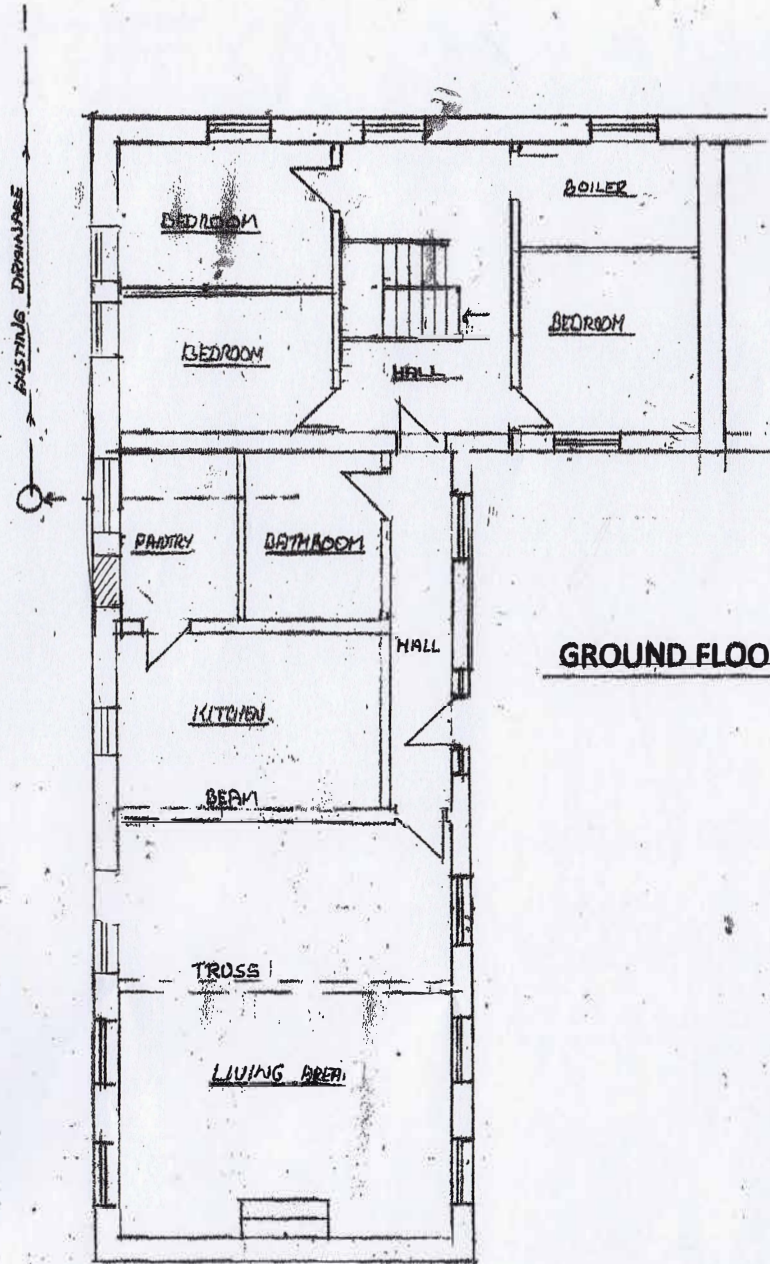 EXISTING DRAINAGE
BOILER
BEDROOM
BEDROOM
BEDROOM
HALL
PANTRY
BATHROOM
HALL
GROUND FLOO
KITCHEN
BEAM
TRUSS
LIVING AREA